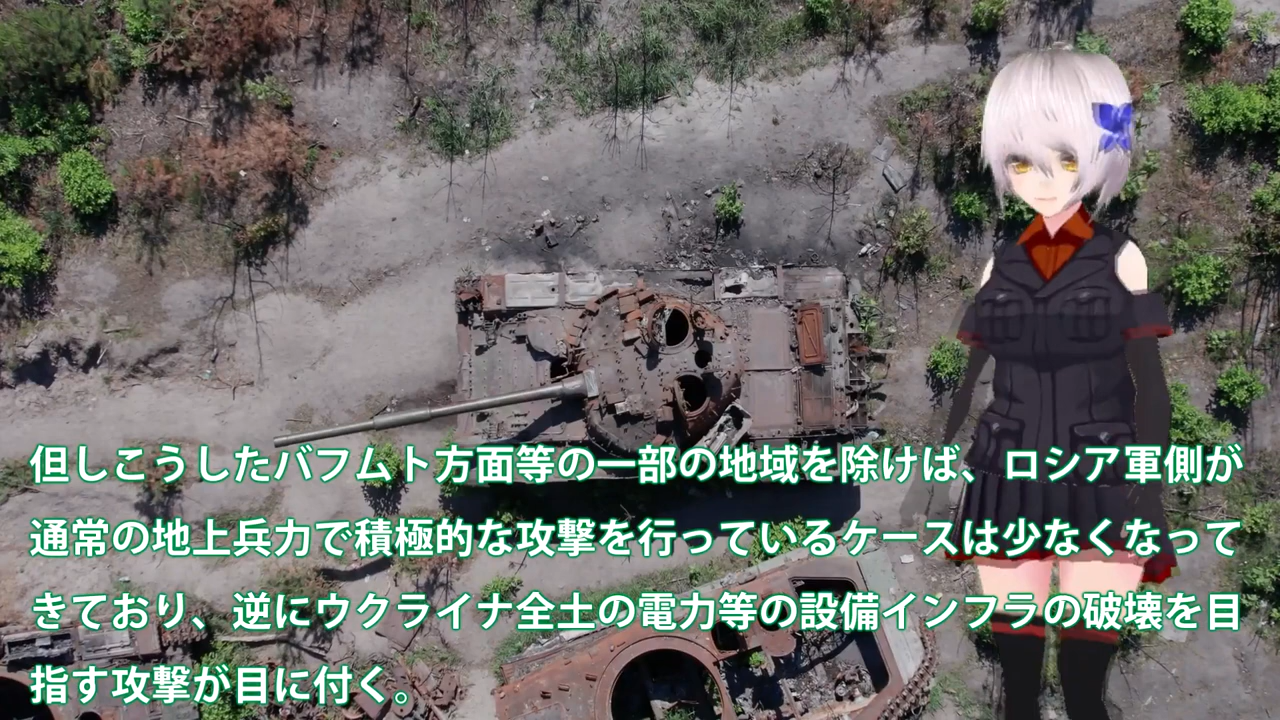 但しこうしたバフムト方面等の一部の地域を除けば、ロシア軍側が
通常の地上兵力で積極的な攻撃を行っているケースは少なくなって
きており、逆にウクライナ全土の電力等の設備インフラの破壊を目
指す攻撃が目に付く。